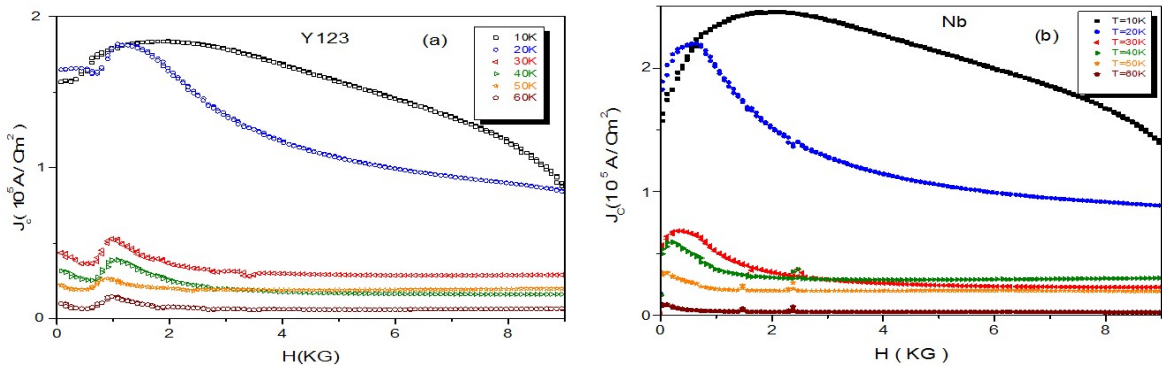 Y123
(a)
10K
20K
30K
40K
50K
60K
2
1
0
J_c( 10^5 A/ Cm^2)
0
2
4
6
8
H(KG)
Nb
(b)
T=10K
T=20K
T=30K
T=40K
T=50K
T=60K
2
1
0
J_C(10^5 A/ Cm^2)
0
2
4
6
8
H ( KG )